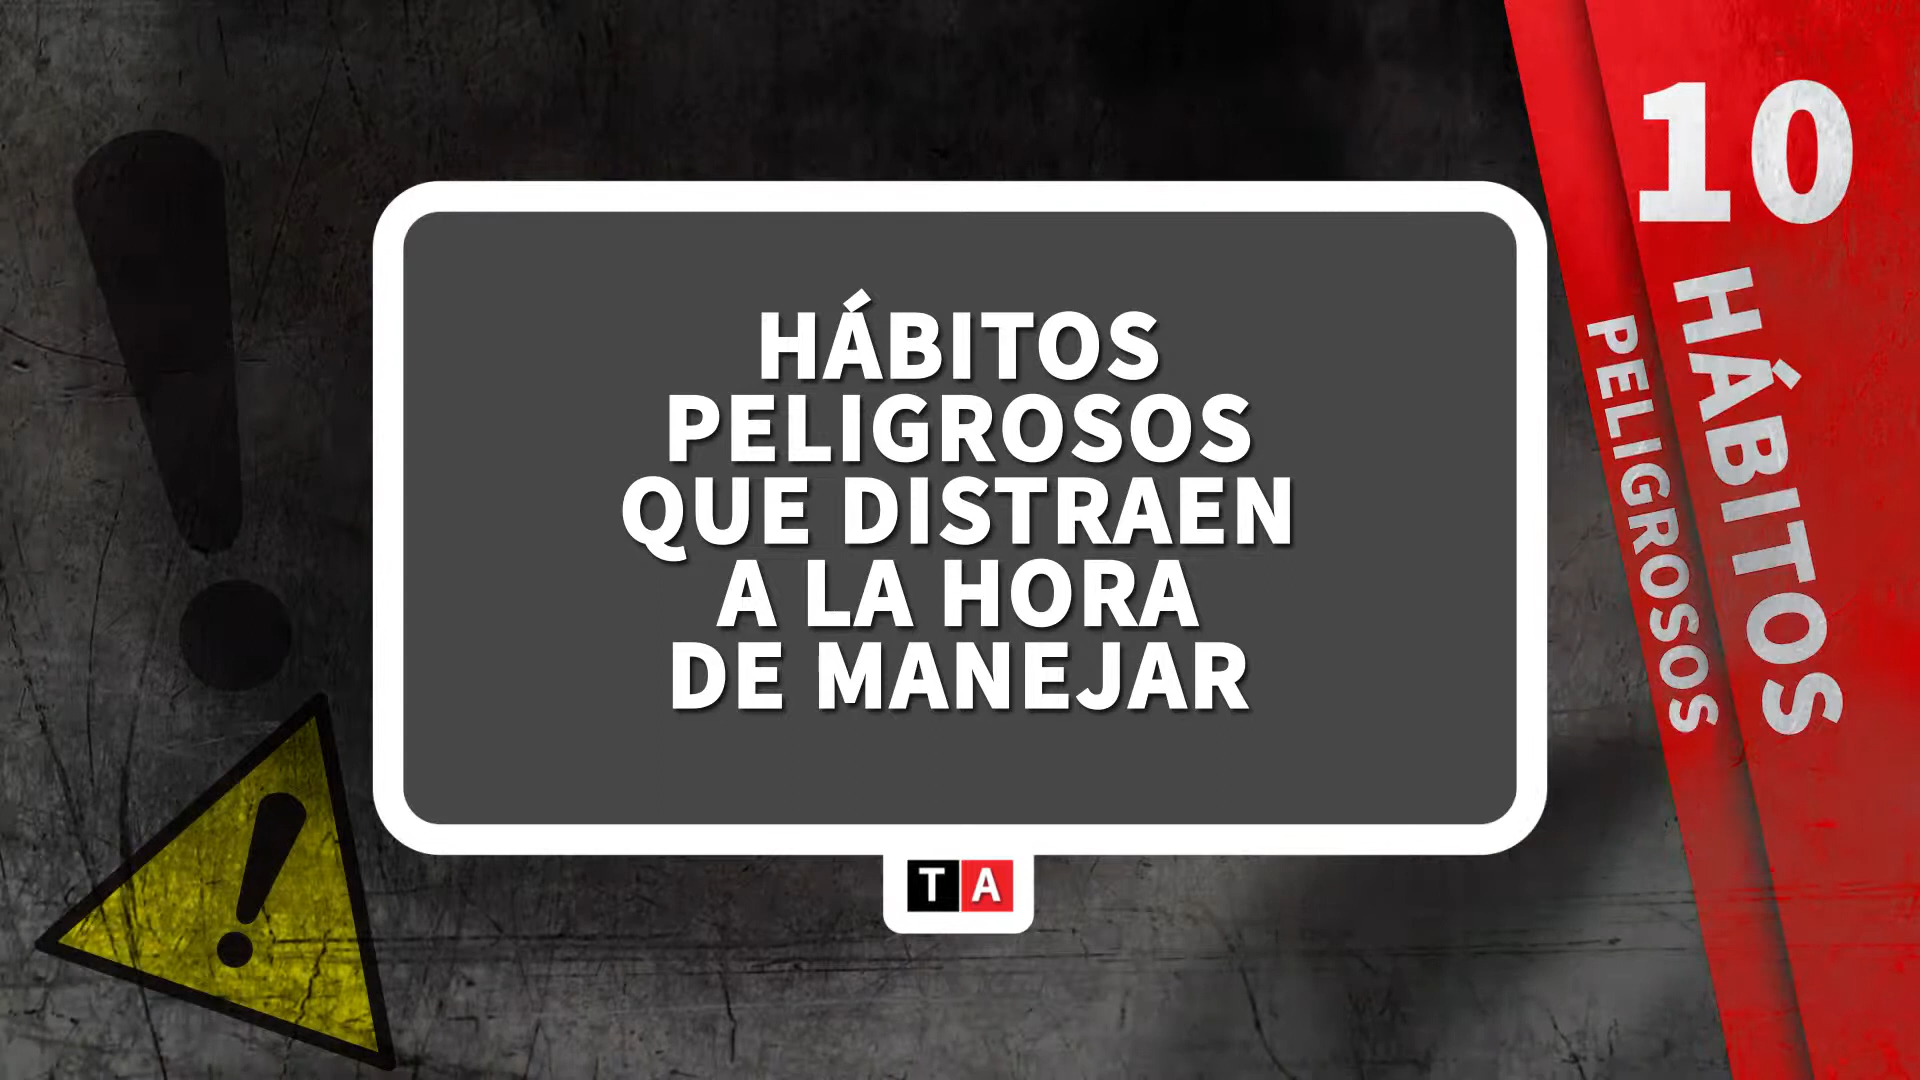 HÁBITOS
PELIGROSOS
QUE DISTRAEN
A LA HORA
DE MANEJAR
TA
10
HÁBITOS
PELIGROSOS